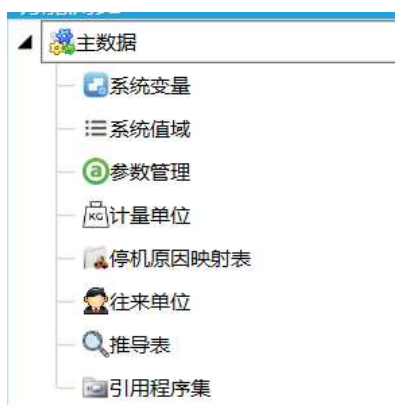 主数据
系统变量
系统值域
参数管理
计量单位
停机原因映射表
往来单位
推导表
引用程序集